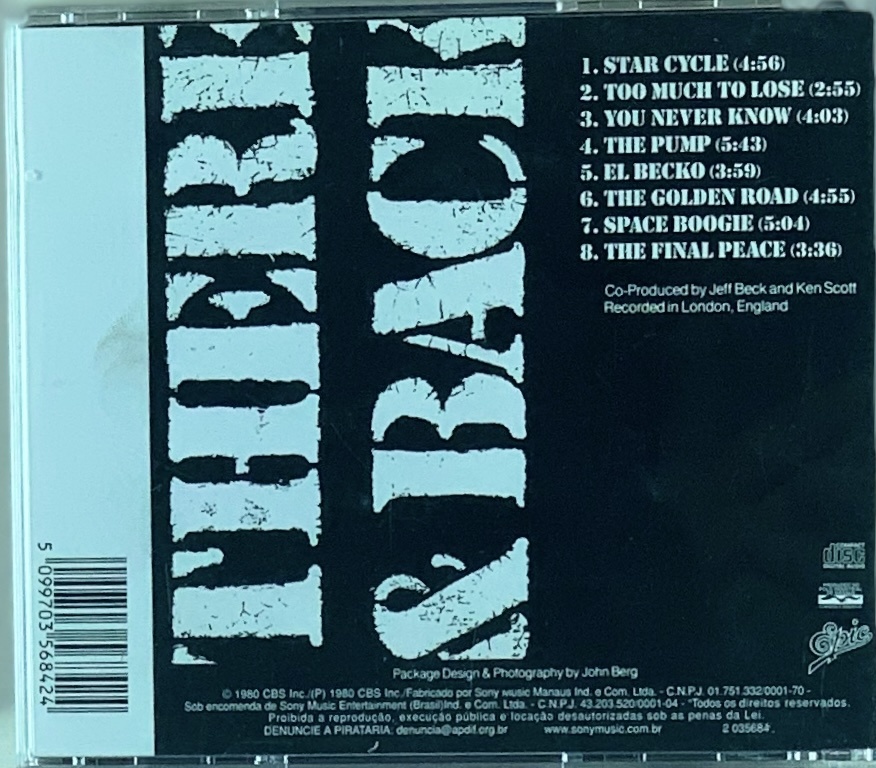 THERE
& BACK
1. STAR CYCLE (4:56)
2. TOO MUCH TO LOSE (2:55)
3. YOU NEVER KNOW (4:03)
4. THE PUMP (5:43)
5. EL BECKO (3:59)
6. THE GOLDEN ROAD (4:55)
7. SPACE BOOGIE (5:04)
8. THE FINAL PEACE (3:36)
Co-Produced by Jeff Beck and Ken Scott
Recorded in London, England
COMPACT
disc
DIGITAL AUDIO
Epic
5 099703 568424
Package Design & Photography by John Berg
© 1980 CBS Inc./(P) 1980 CBS Inc./Fabricado por Sony Music Manaus Ind. e Com. Ltda. - C.N.P.J. 01.751.332/0001-70 -
Sob encomenda de Sony Music Entertainment (Brasil)Ind. e Com. Ltda. - C.N.P.J. 43.203.520/0001-04 - "Todos os direitos reservados.
Proibida a reprodução, execução pública e locação desautorizadas sob as penas da Lei.
DENUNCIE A PIRATARIA: denuncia@apdif.org.br www.sonymusic.com.br 2 035684